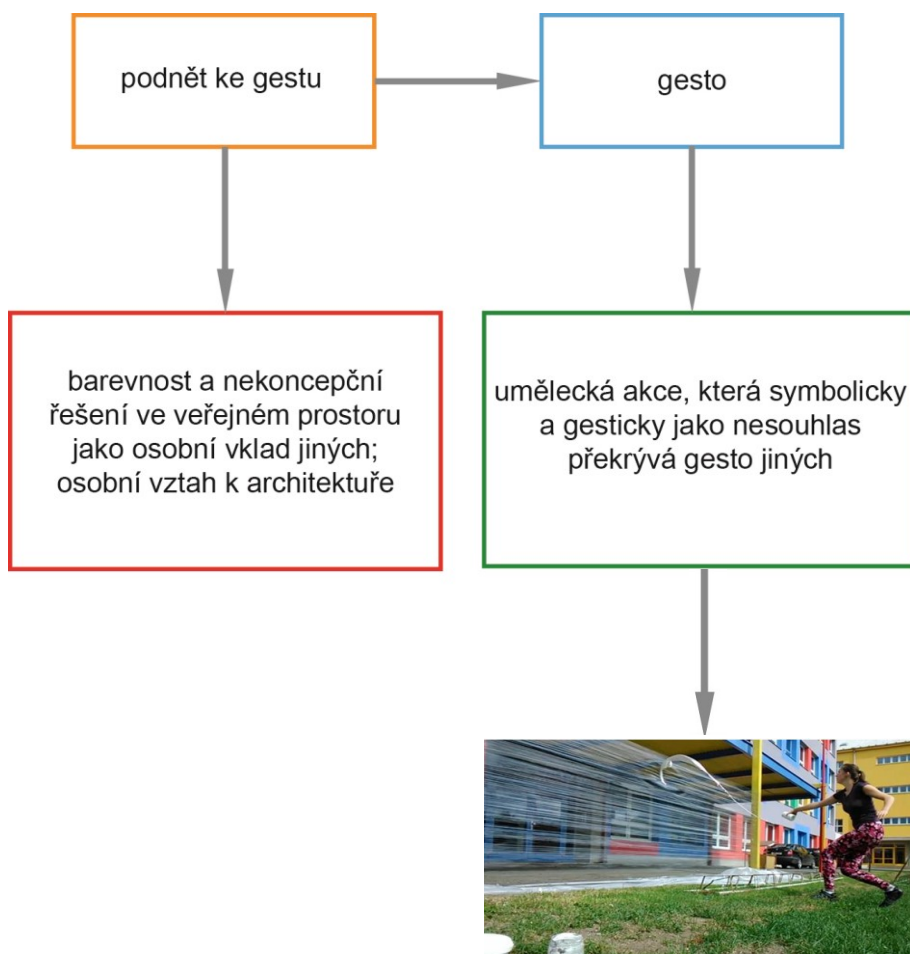 podnět ke gestu
gesto
barevnost a nekoncepční
řešení ve veřejném prostoru
jako osobní vklad jiných;
osobní vztah k architektuře
umělecká akce, která symbolicky
a gesticky jako nesouhlas
překrývá gesto jiných